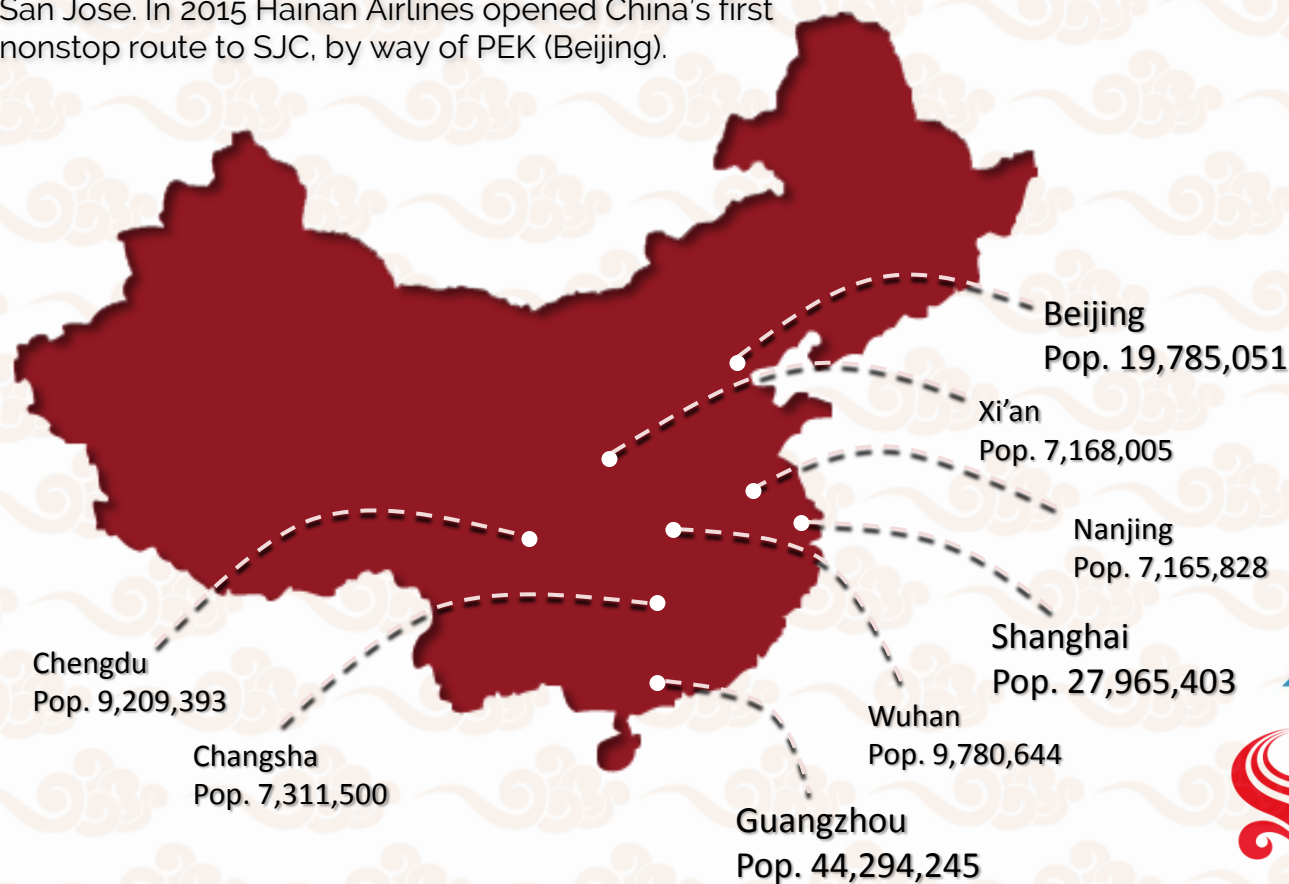 San Jose. In 2015 Hainan Airlines opened China’s first
nonstop route to SJC, by way of PEK (Beijing).
Beijing
Pop. 19,785,051
Xi’an
Pop. 7,168,005
Nanjing
Pop. 7,165,828
Shanghai
Pop. 27,965,403
Chengdu
Pop. 9,209,393
Wuhan
Pop. 9,780,644
Changsha
Pop. 7,311,500
Guangzhou
Pop. 44,294,245